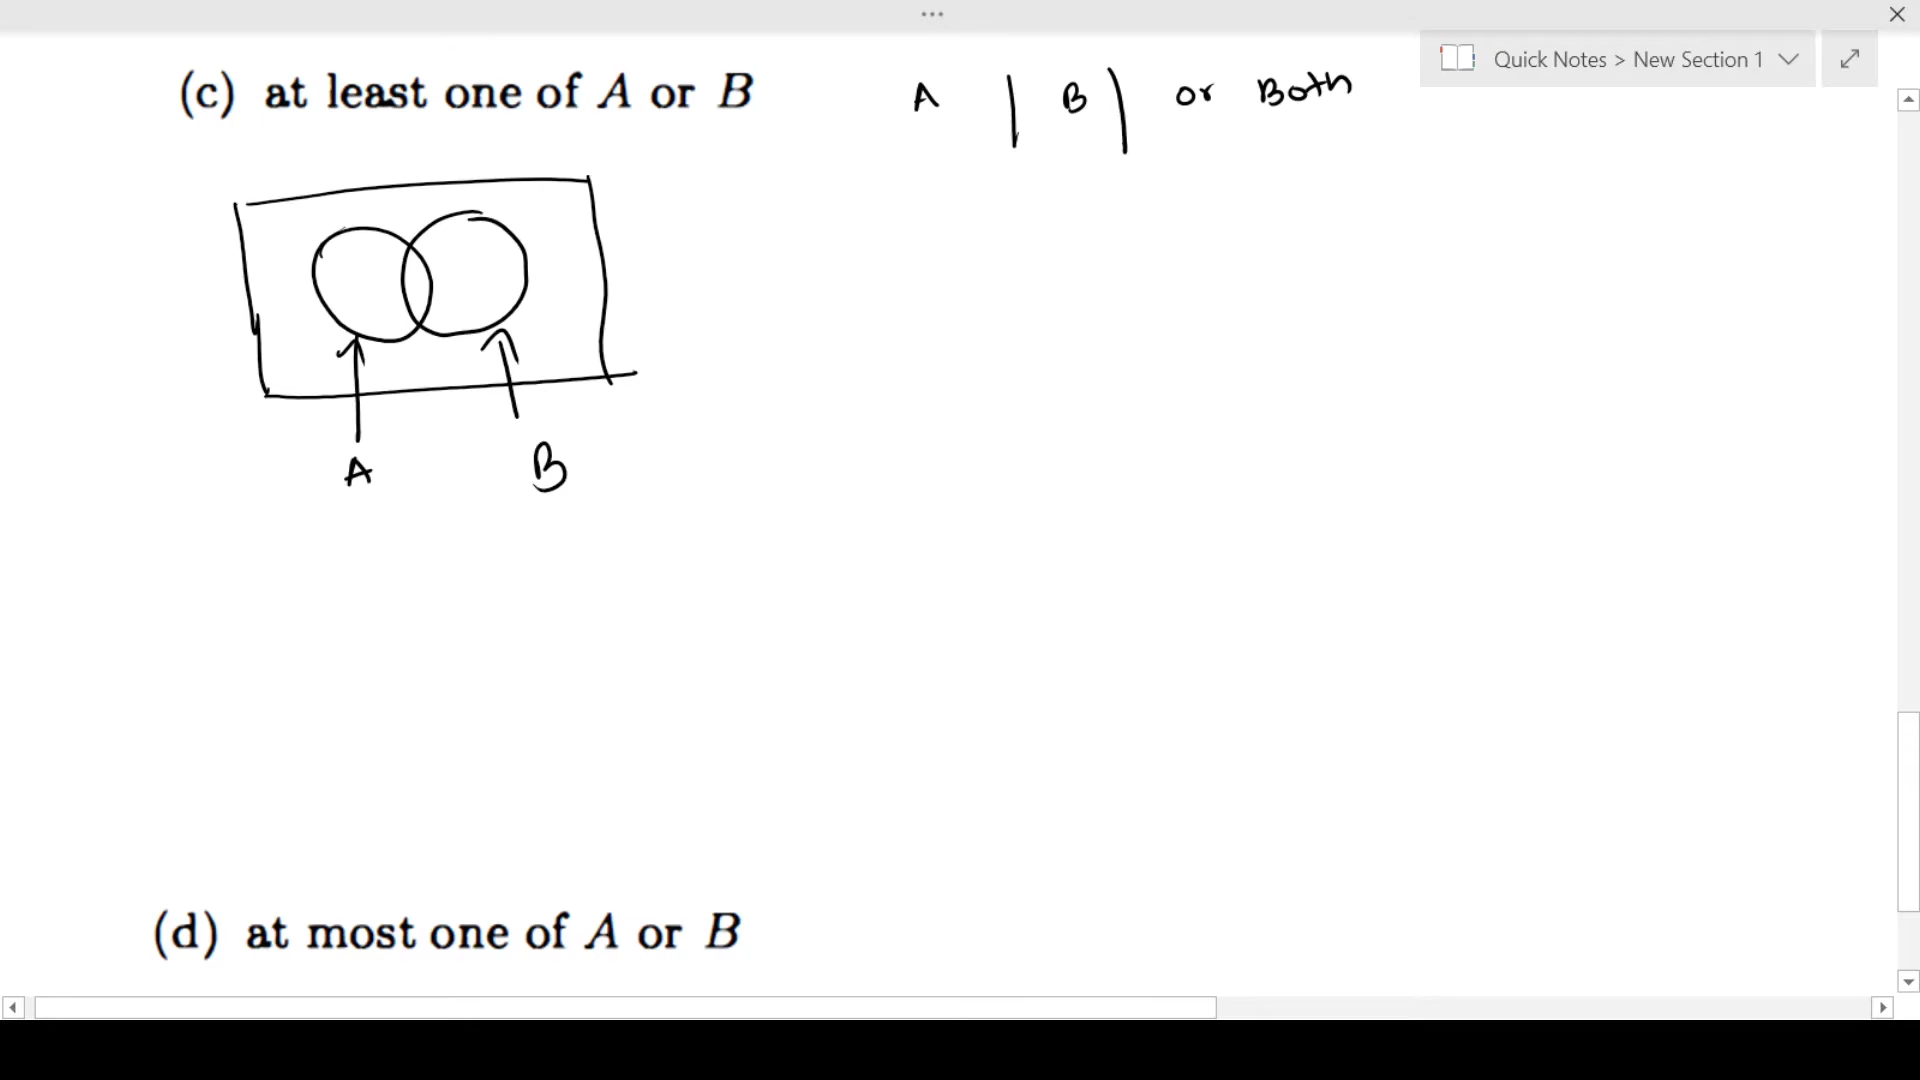 Quick Notes > New Section 1
(c) at least one of A or B
A | B | or Both
A B
(d) at most one of A or B